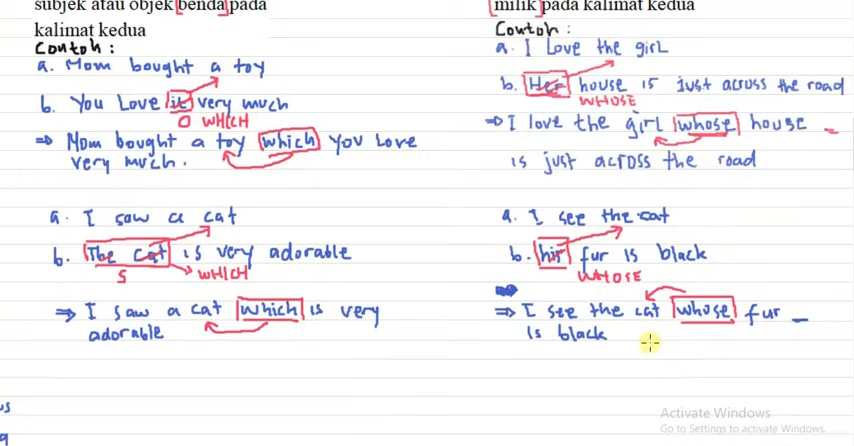 subjek atau objek benda pada
kalimat kedua
Contoh :
a. Mom bought a toy
b. You Love it very much
O WHICH
⇒ Mom bought a toy which you Love
very much.
a. I saw a cat
b. The cat is very adorable
S WHICH
⇒ I saw a cat which is very
adorable
milik pada kalimat kedua
Contoh :
a. I Love the girl
b. Her house is just across the road
WHOSE
⇒ I love the girl whose house
is just across the road
a. I see the cat
b. his fur is black
WHOSE
⇒ I see the cat whose fur
is black
us
Activate Windows
Go to Settings to activate Windows.